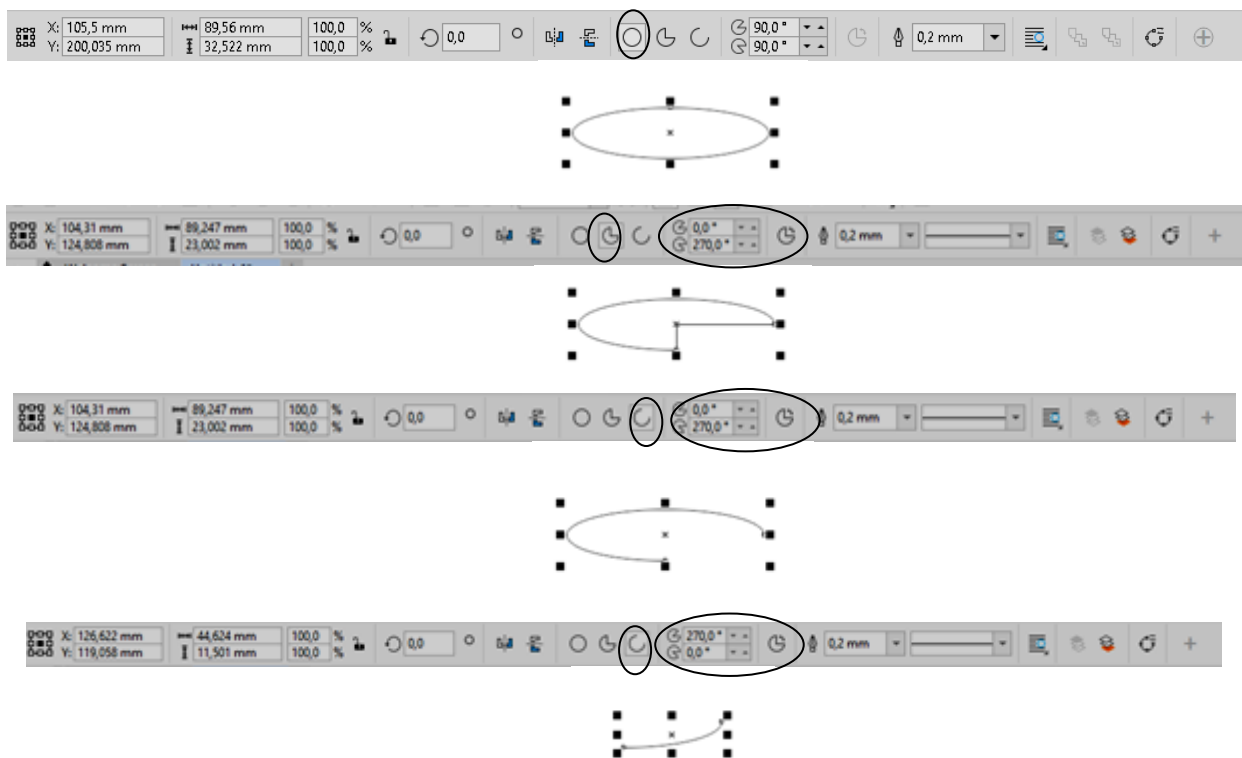 X: 105,5 mm 89,56 mm 100,0 % 0,0 ° 90,0 ° 0,2 mm
Y: 200,035 mm 32,522 mm 100,0 % 90,0 °
X: 104,31 mm 89,247 mm 100,0 % 0,0 ° 0,0 ° 0,2 mm
Y: 124,808 mm 23,002 mm 100,0 % 270,0 °
X: 104,31 mm 89,247 mm 100,0 % 0,0 ° 0,0 ° 0,2 mm
Y: 124,808 mm 23,002 mm 100,0 % 270,0 °
X: 126,622 mm 44,624 mm 100,0 % 0,0 ° 270,0 ° 0,2 mm
Y: 119,058 mm 11,501 mm 100,0 % 0,0 °